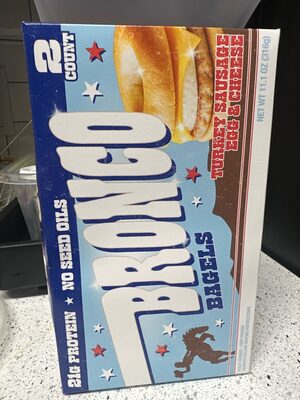 2
COUNT
21g PROTEIN ★ NO SEED OILS
BRONCO
BAGELS
TURKEY SAUSAGE
EGG & CHEESE
NET WT 11.1 OZ (316g)